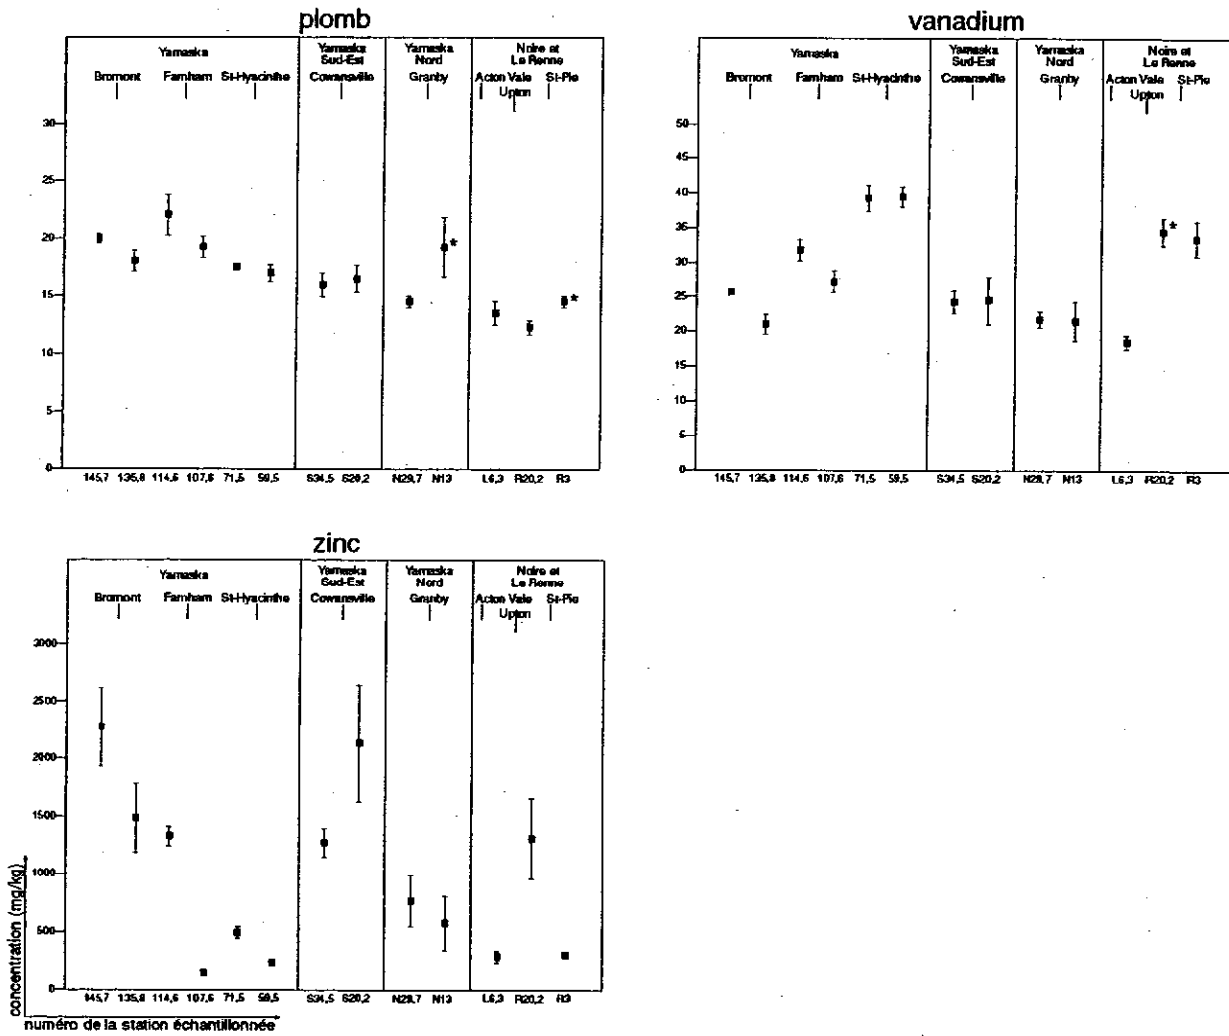 plomb
Yamaska
Yamaska
Sud-Est
Yamaska
Nord
Noire et
Le Renne
Bromont Farnham St-Hyacinthe Cowansville Granby Acton Vale St-Pie
Upton
30
25
20
15
10
5
0
*
*
145,7 135,8 114,6 107,6 71,5 59,5 S34,5 S20,2 N29,7 N13 L6,3 R20,2 R3
vanadium
Yamaska
Yamaska
Sud-Est
Yamaska
Nord
Noire et
Le Renne
Bromont Farnham St-Hyacinthe Cowansville Granby Acton Vale St-Pie
Upton
50
45
40
35
30
25
20
15
10
5
0
*
145,7 135,8 114,6 107,6 71,5 59,5 S34,5 S20,2 N29,7 N13 L6,3 R20,2 R3
zinc
Yamaska
Yamaska
Sud-Est
Yamaska
Nord
Noire et
Le Renne
Bromont Farnham St-Hyacinthe Cowansville Granby Acton Vale St-Pie
Upton
3000
2500
2000
1500
1000
500
0
concentration (mg/kg)
145,7 135,8 114,6 107,6 71,5 59,5 S34,5 S20,2 N29,7 N13 L6,3 R20,2 R3
numéro de la station échantillonnée